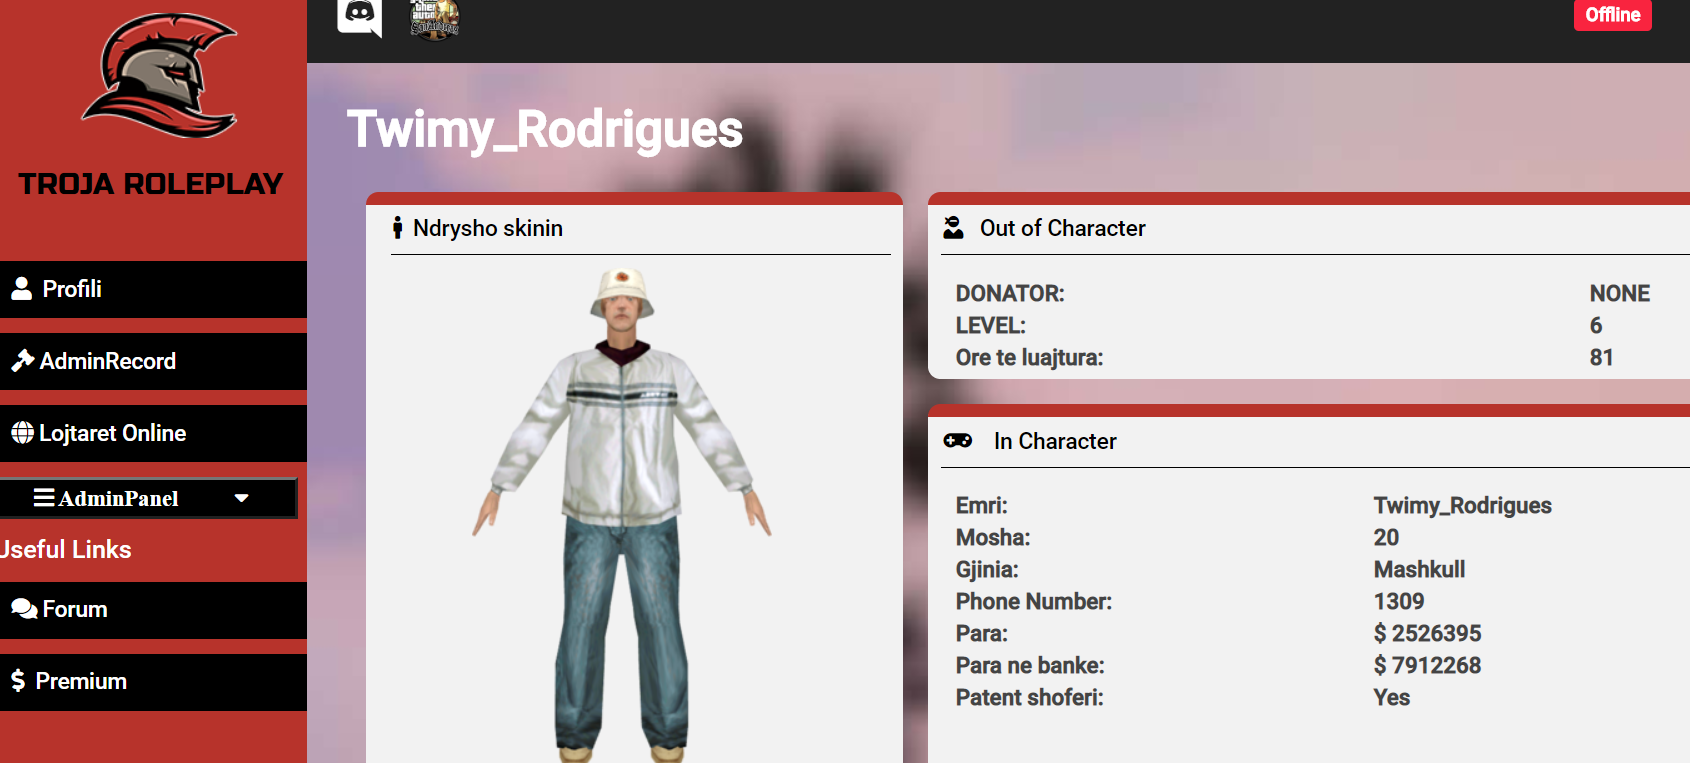 Offline
TROJA ROLEPLAY
Profili
AdminRecord
Lojtaret Online
AdminPanel
Useful Links
Forum
Premium
Twimy_Rodrigues
Ndrysho skinin
Out of Character
DONATOR: NONE
LEVEL: 6
Ore te luajtura: 81
In Character
Emri: Twimy_Rodrigues
Mosha: 20
Gjinia: Mashkull
Phone Number: 1309
Para: $ 2526395
Para ne banke: $ 7912268
Patent shoferi: Yes